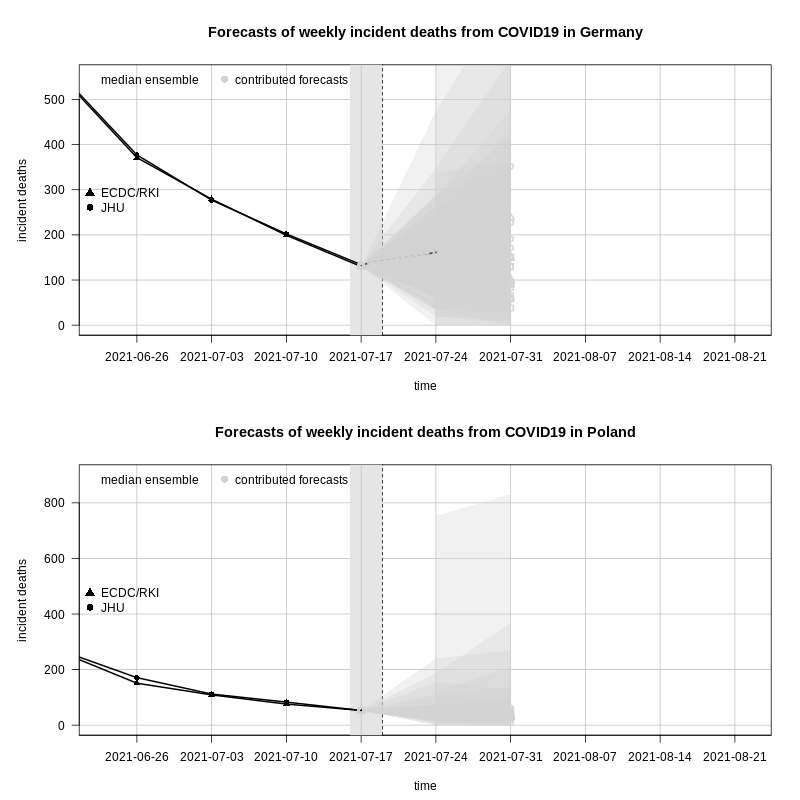 Forecasts of weekly incident deaths from COVID19 in Germany
median ensemble contributed forecasts
500
400
300
200
100
0
incident deaths
ECDC/RKI
JHU
2021-06-26 2021-07-03 2021-07-10 2021-07-17 2021-07-24 2021-07-31 2021-08-07 2021-08-14 2021-08-21
time
Forecasts of weekly incident deaths from COVID19 in Poland
median ensemble contributed forecasts
800
600
400
200
0
incident deaths
ECDC/RKI
JHU
2021-06-26 2021-07-03 2021-07-10 2021-07-17 2021-07-24 2021-07-31 2021-08-07 2021-08-14 2021-08-21
time